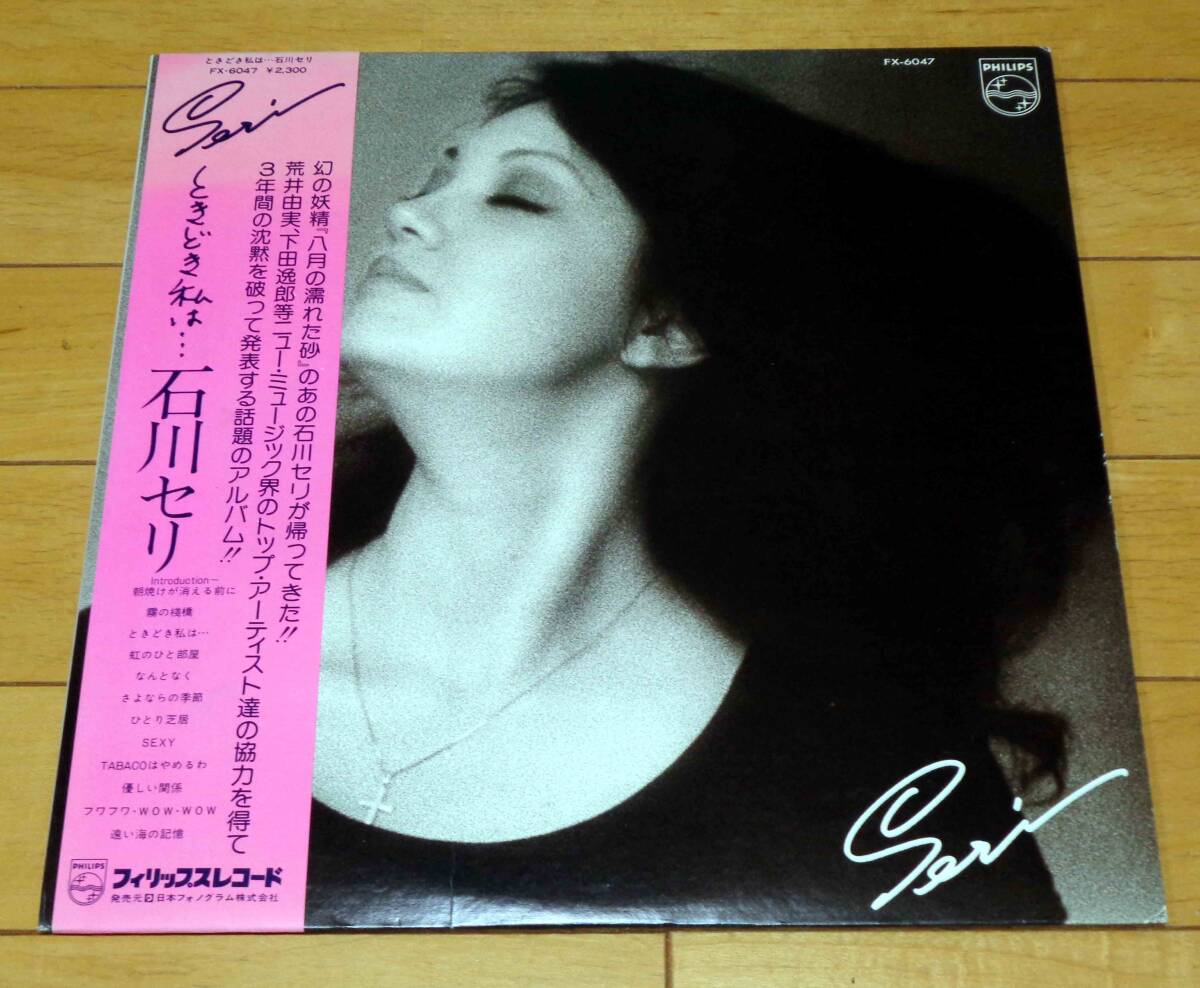 ときどき私は…石川セリ
FX-6047 ¥2,300
Seri
ときどき私は…
石川セリ
幻の妖精『八月の濡れた砂』のあの石川セリが帰ってきた!!
荒井由実、下田逸郎等ニュー・ミュージック界のトップ・アーティスト達の協力を得て
3年間の沈黙を破って発表する話題のアルバム!!
Introduction～
朝焼けが消える前に
霧の桟橋
ときどき私は…
虹のひと部屋
なんとなく
さよならの季節
ひとり芝居
SEXY
TABACOはやめるわ
優しい関係
フワフワ・WOW・WOW
遠い海の記憶
PHILIPS
フィリップスレコード
発売元 日本フォノグラム株式会社
FX-6047
PHILIPS
Seri